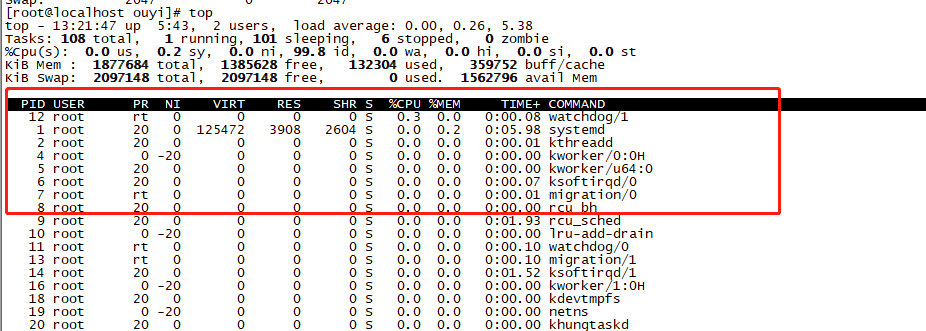 Swap: 2047 0 2047
[root@localhost ouyi]# top
top - 13:21:47 up 5:43, 2 users, load average: 0.00, 0.26, 5.38
Tasks: 108 total, 1 running, 101 sleeping, 6 stopped, 0 zombie
%Cpu(s): 0.0 us, 0.2 sy, 0.0 ni, 99.8 id, 0.0 wa, 0.0 hi, 0.0 si, 0.0 st
KiB Mem : 1877684 total, 1385628 free, 132304 used, 359752 buff/cache
KiB Swap: 2097148 total, 2097148 free, 0 used. 1562796 avail Mem
PID USER PR NI VIRT RES SHR S %CPU %MEM TIME+ COMMAND
12 root rt 0 0 0 0 S 0.3 0.0 0:00.08 watchdog/1
1 root 20 0 125472 3908 2604 S 0.0 0.2 0:05.98 systemd
2 root 20 0 0 0 0 S 0.0 0.0 0:00.01 kthreadd
4 root 0 -20 0 0 0 S 0.0 0.0 0:00.00 kworker/0:0H
5 root 20 0 0 0 0 S 0.0 0.0 0:00.00 kworker/u64:0
6 root 20 0 0 0 0 S 0.0 0.0 0:00.07 ksoftirqd/0
7 root rt 0 0 0 0 S 0.0 0.0 0:00.01 migration/0
8 root 20 0 0 0 0 S 0.0 0.0 0:00.00 rcu_bh
9 root 20 0 0 0 0 S 0.0 0.0 0:01.93 rcu_sched
10 root 0 -20 0 0 0 S 0.0 0.0 0:00.00 lru-add-drain
11 root rt 0 0 0 0 S 0.0 0.0 0:00.10 watchdog/0
13 root rt 0 0 0 0 S 0.0 0.0 0:00.10 migration/1
14 root 20 0 0 0 0 S 0.0 0.0 0:01.52 ksoftirqd/1
16 root 0 -20 0 0 0 S 0.0 0.0 0:00.00 kworker/1:0H
18 root 20 0 0 0 0 S 0.0 0.0 0:00.00 kdevtmpfs
19 root 0 -20 0 0 0 S 0.0 0.0 0:00.00 netns
20 root 20 0 0 0 0 S 0.0 0.0 0:00.00 khungtaskd